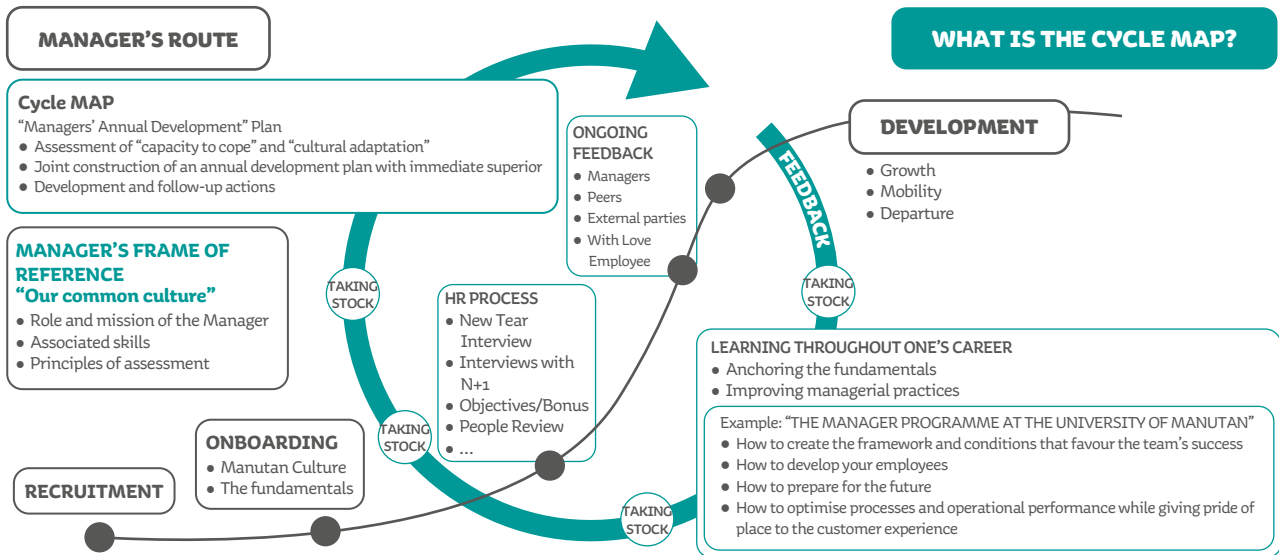 MANAGER'S ROUTE
WHAT IS THE CYCLE MAP?
Cycle MAP
“Managers’ Annual Development” Plan
● Assessment of “capacity to cope” and “cultural adaptation”
● Joint construction of an annual development plan with immediate superior
● Development and follow-up actions
MANAGER’S FRAME OF
REFERENCE
“Our common culture”
● Role and mission of the Manager
● Associated skills
● Principles of assessment
RECRUITMENT
ONBOARDING
● Manutan Culture
● The fundamentals
TAKING
STOCK
TAKING
STOCK
HR PROCESS
● New Tear
Interview
● Interviews with
N+1
● Objectives/Bonus
● People Review
● ...
ONGOING
FEEDBACK
● Managers
● Peers
● External parties
● With Love
Employee
DEVELOPMENT
● Growth
● Mobility
● Departure
FEEDBACK
TAKING
STOCK
TAKING
STOCK
LEARNING THROUGHOUT ONE’S CAREER
● Anchoring the fundamentals
● Improving managerial practices
Example: “THE MANAGER PROGRAMME AT THE UNIVERSITY OF MANUTAN”
● How to create the framework and conditions that favour the team’s success
● How to develop your employees
● How to prepare for the future
● How to optimise processes and operational performance while giving pride of
place to the customer experience